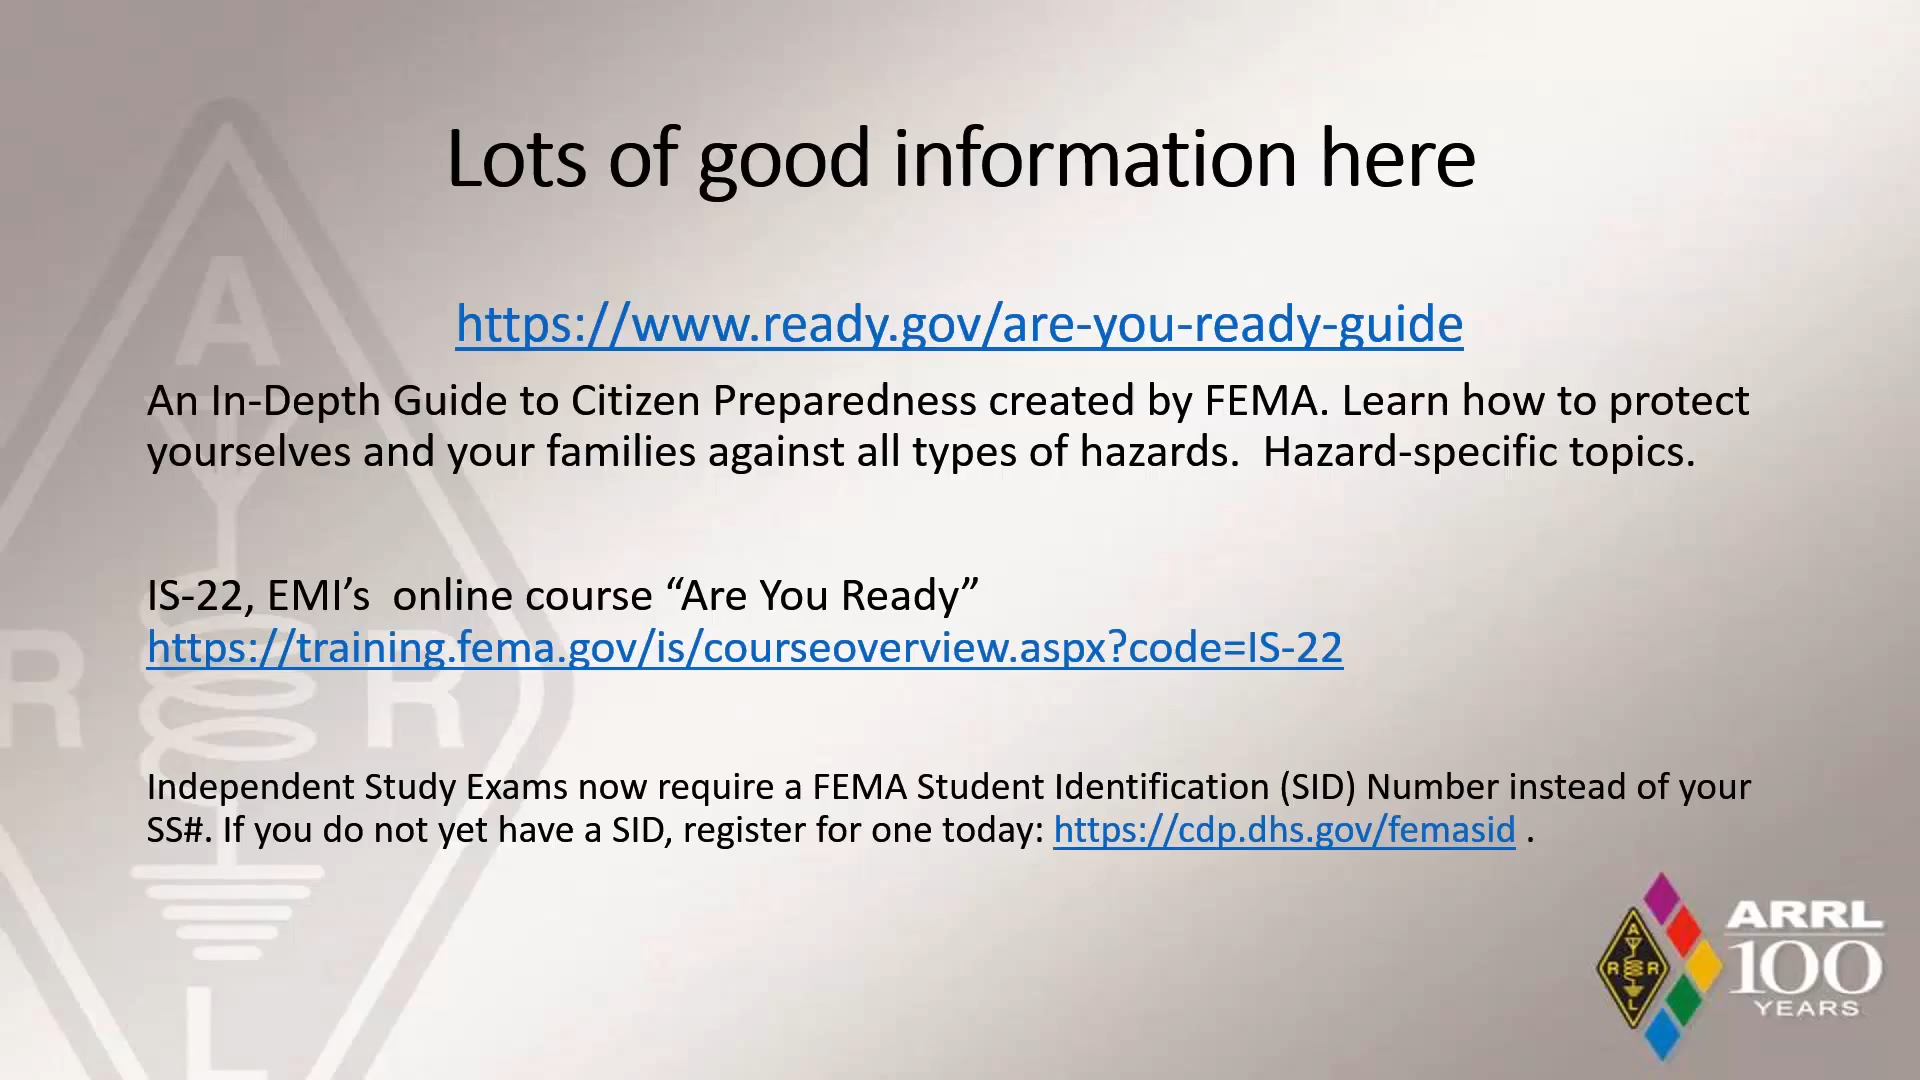 Lots of good information here
https://www.ready.gov/are-you-ready-guide
An In-Depth Guide to Citizen Preparedness created by FEMA. Learn how to protect
yourselves and your families against all types of hazards.  Hazard-specific topics.
IS-22, EMI’s  online course “Are You Ready”
https://training.fema.gov/is/courseoverview.aspx?code=IS-22
Independent Study Exams now require a FEMA Student Identification (SID) Number instead of your
SS#. If you do not yet have a SID, register for one today: https://cdp.dhs.gov/femasid .
A
R R
L
A
R R
L
ARRL
100
YEARS